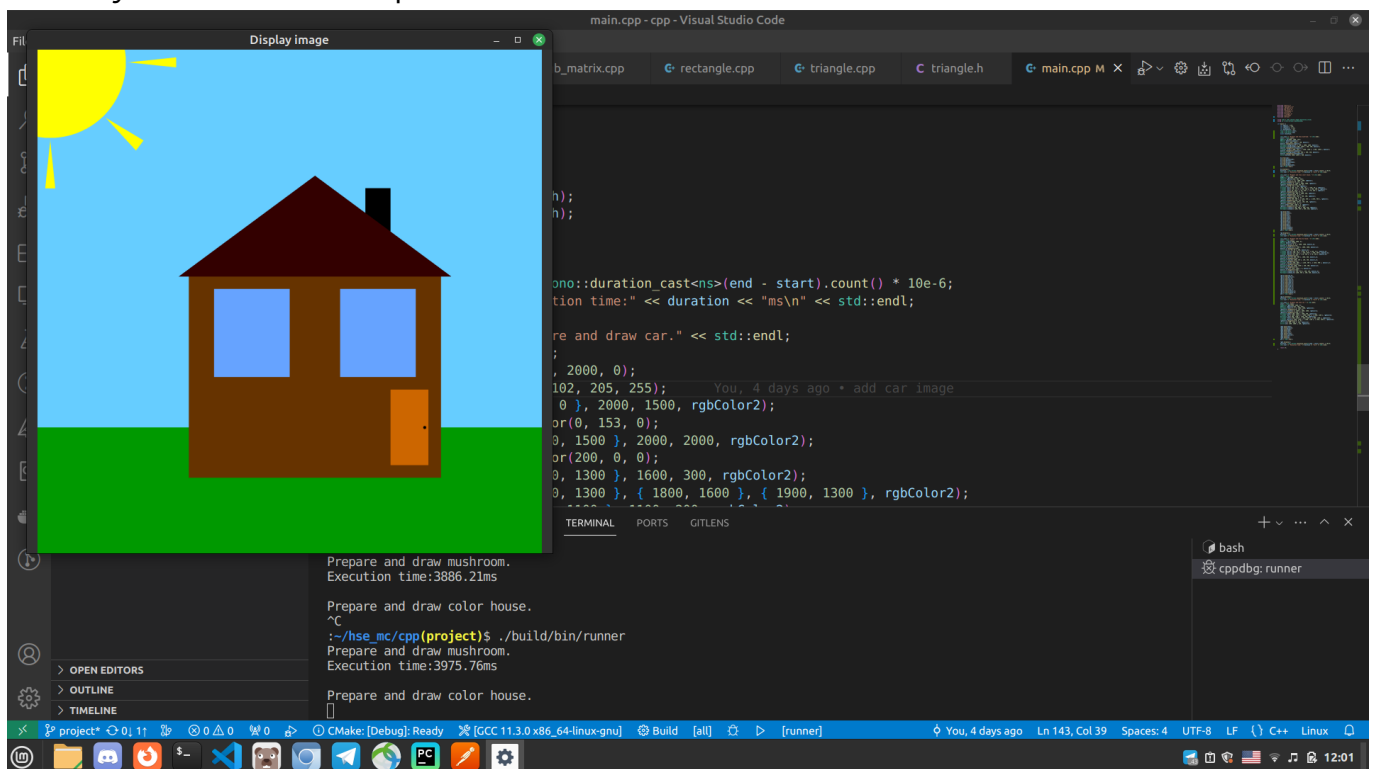 main.cpp - cpp - Visual Studio Code
Fil
Display image
b_matrix.cpp
rectangle.cpp
triangle.cpp
triangle.h
main.cpp M
h);
h);
ono::duration_cast<ns>(end - start).count() * 10e-6;
tion time:" << duration << "ms\n" << std::endl;
re and draw car." << std::endl;
;
, 2000, 0);
102, 205, 255); You, 4 days ago • add car image
0 }, 2000, 1500, rgbColor2);
or(0, 153, 0);
0, 1500 }, 2000, 2000, rgbColor2);
or(200, 0, 0);
0, 1300 }, 1600, 300, rgbColor2);
0, 1300 }, { 1800, 1600 }, { 1900, 1300 }, rgbColor2);
TERMINAL PORTS GITLENS
bash
cppdbg: runner
Prepare and draw mushroom.
Execution time:3886.21ms
Prepare and draw color house.
^C
:~/hse_mc/cpp(project)$ ./build/bin/runner
Prepare and draw mushroom.
Execution time:3975.76ms
Prepare and draw color house.
OPEN EDITORS
OUTLINE
TIMELINE
project* 0↓ 1↑ 0 0 0 CMake: [Debug]: Ready [GCC 11.3.0 x86_64-linux-gnu] Build [all] [runner] You, 4 days ago Ln 143, Col 39 Spaces: 4 UTF-8 LF {} C++ Linux
12:01